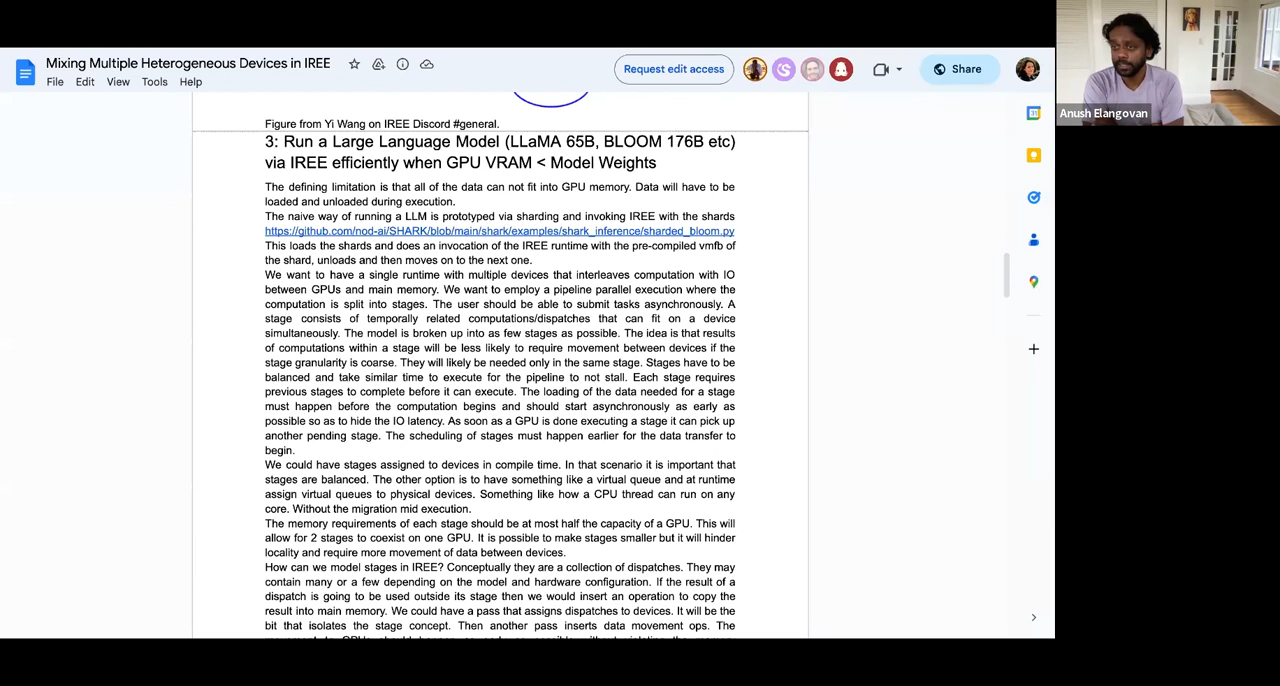 Mixing Multiple Heterogeneous Devices in IREE
File Edit View Tools Help
Request edit access
Share
Anush Elangovan
Figure from Yi Wang on IREE Discord #general.
3: Run a Large Language Model (LLaMA 65B, BLOOM 176B etc)
via IREE efficiently when GPU VRAM < Model Weights
The defining limitation is that all of the data can not fit into GPU memory. Data will have to be
loaded and unloaded during execution.
The naive way of running a LLM is prototyped via sharding and invoking IREE with the shards
https://github.com/nod-ai/SHARK/blob/main/shark/examples/shark_inference/sharded_bloom.py
This loads the shards and does an invocation of the IREE runtime with the pre-compiled vmfb of
the shard, unloads and then moves on to the next one.
We want to have a single runtime with multiple devices that interleaves computation with IO
between GPUs and main memory. We want to employ a pipeline parallel execution where the
computation is split into stages. The user should be able to submit tasks asynchronously. A
stage consists of temporally related computations/dispatches that can fit on a device
simultaneously. The model is broken up into as few stages as possible. The idea is that results
of computations within a stage will be less likely to require movement between devices if the
stage granularity is coarse. They will likely be needed only in the same stage. Stages have to be
balanced and take similar time to execute for the pipeline to not stall. Each stage requires
previous stages to complete before it can execute. The loading of the data needed for a stage
must happen before the computation begins and should start asynchronously as early as
possible so as to hide the IO latency. As soon as a GPU is done executing a stage it can pick up
another pending stage. The scheduling of stages must happen earlier for the data transfer to
begin.
We could have stages assigned to devices in compile time. In that scenario it is important that
stages are balanced. The other option is to have something like a virtual queue and at runtime
assign virtual queues to physical devices. Something like how a CPU thread can run on any
core. Without the migration mid execution.
The memory requirements of each stage should be at most half the capacity of a GPU. This will
allow for 2 stages to coexist on one GPU. It is possible to make stages smaller but it will hinder
locality and require more movement of data between devices.
How can we model stages in IREE? Conceptually they are a collection of dispatches. They may
contain many or a few depending on the model and hardware configuration. If the result of a
dispatch is going to be used outside its stage then we would insert an operation to copy the
result into main memory. We could have a pass that assigns dispatches to devices. It will be the
bit that isolates the stage concept. Then another pass inserts data movement ops. The